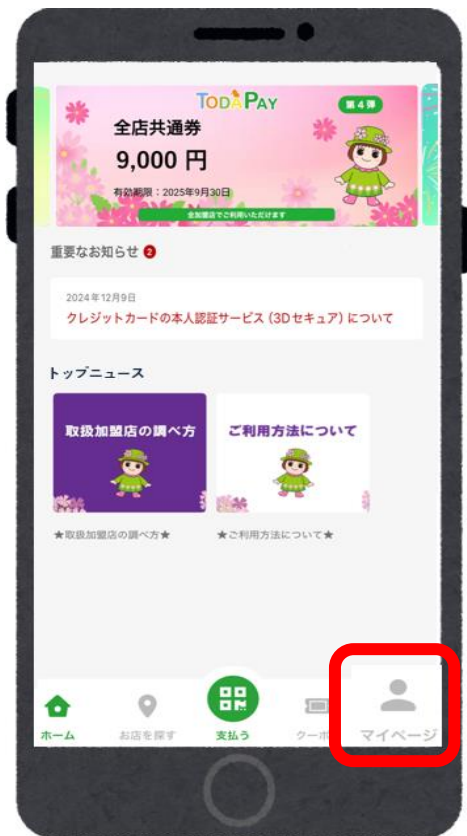 TODAPAY
第4弾
全店共通券
9,000 円
有効期限：2025年9月30日
全加盟店でご利用いただけます
重要なお知らせ 2
2024年12月9日
クレジットカードの本人認証サービス（3Dセキュア）について
トップニュース
取扱加盟店の調べ方
ご利用方法について
★取扱加盟店の調べ方★
★ご利用方法について★
ホーム
お店を探す
支払う
クーポ
マイページ